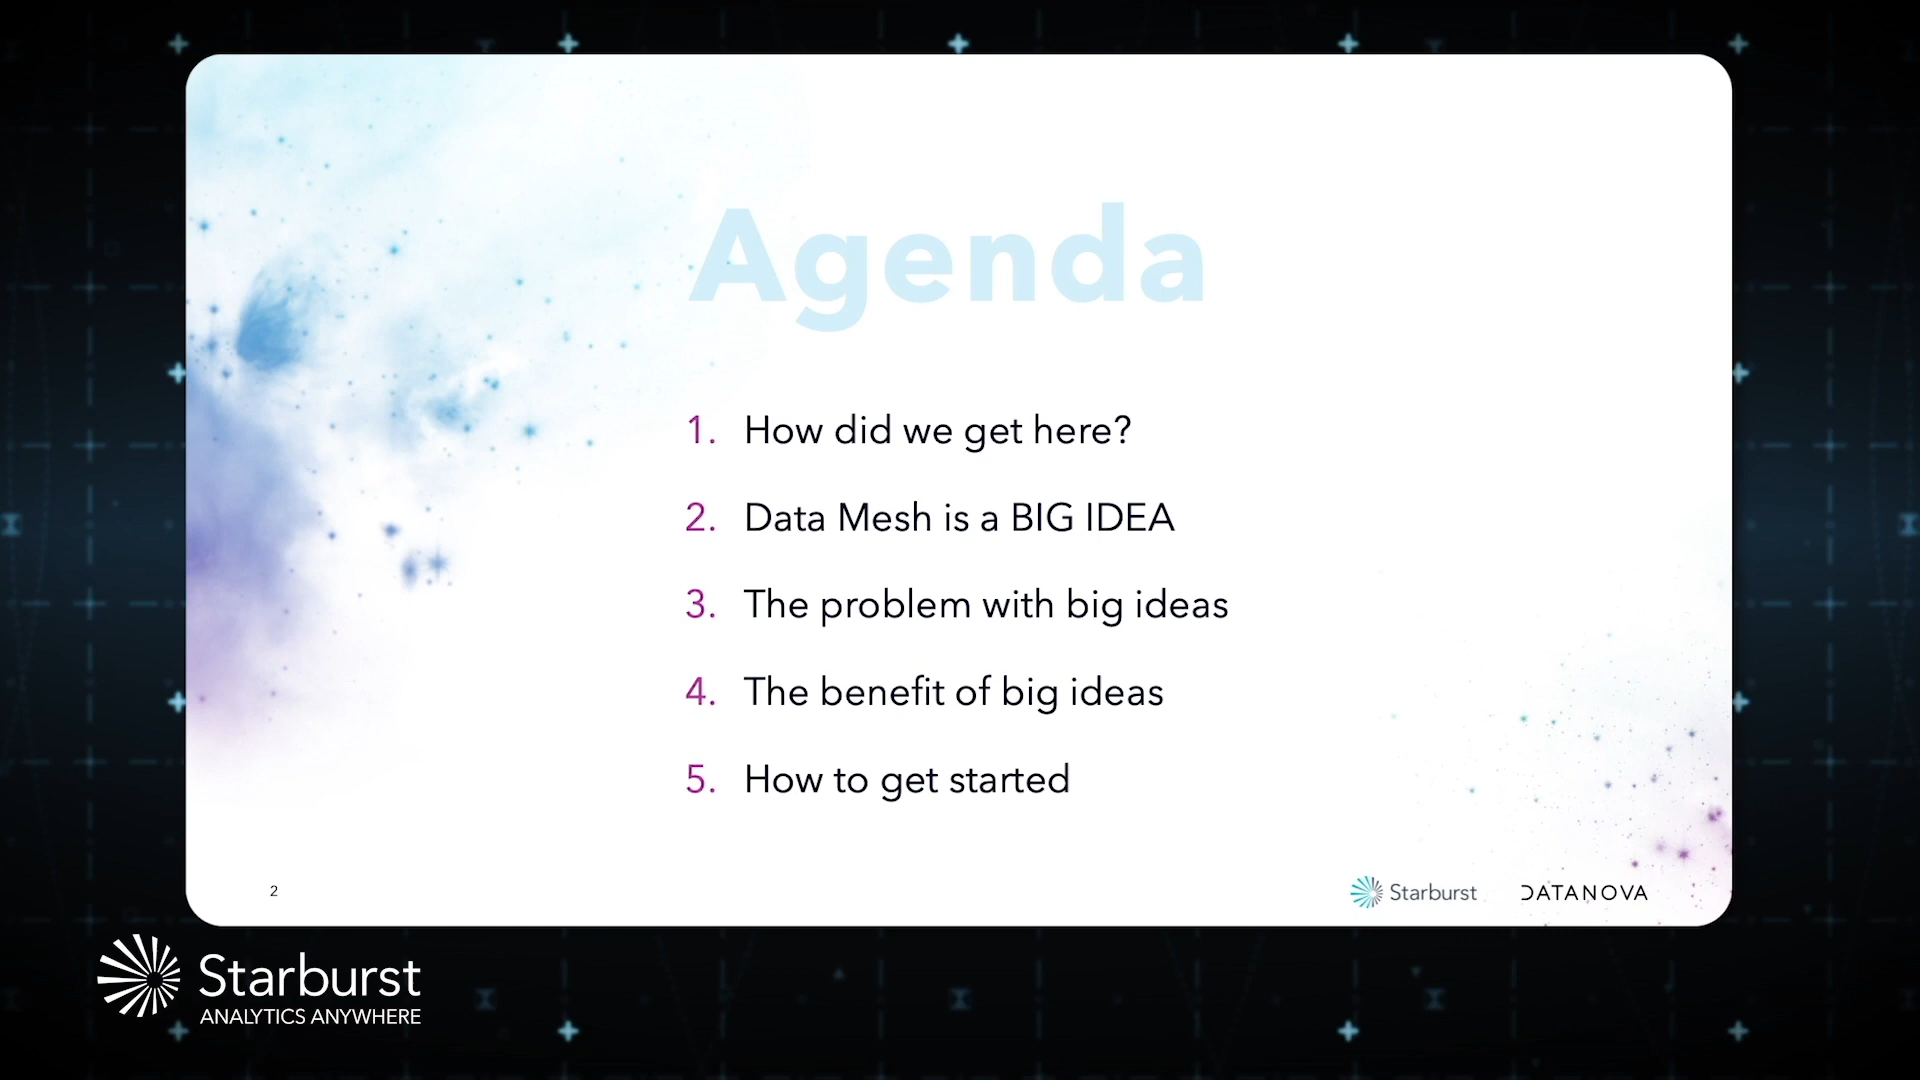 Agenda
1. How did we get here?
2. Data Mesh is a BIG IDEA
3. The problem with big ideas
4. The benefit of big ideas
5. How to get started
2
Starburst
DATANOVA
Starburst
ANALYTICS ANYWHERE